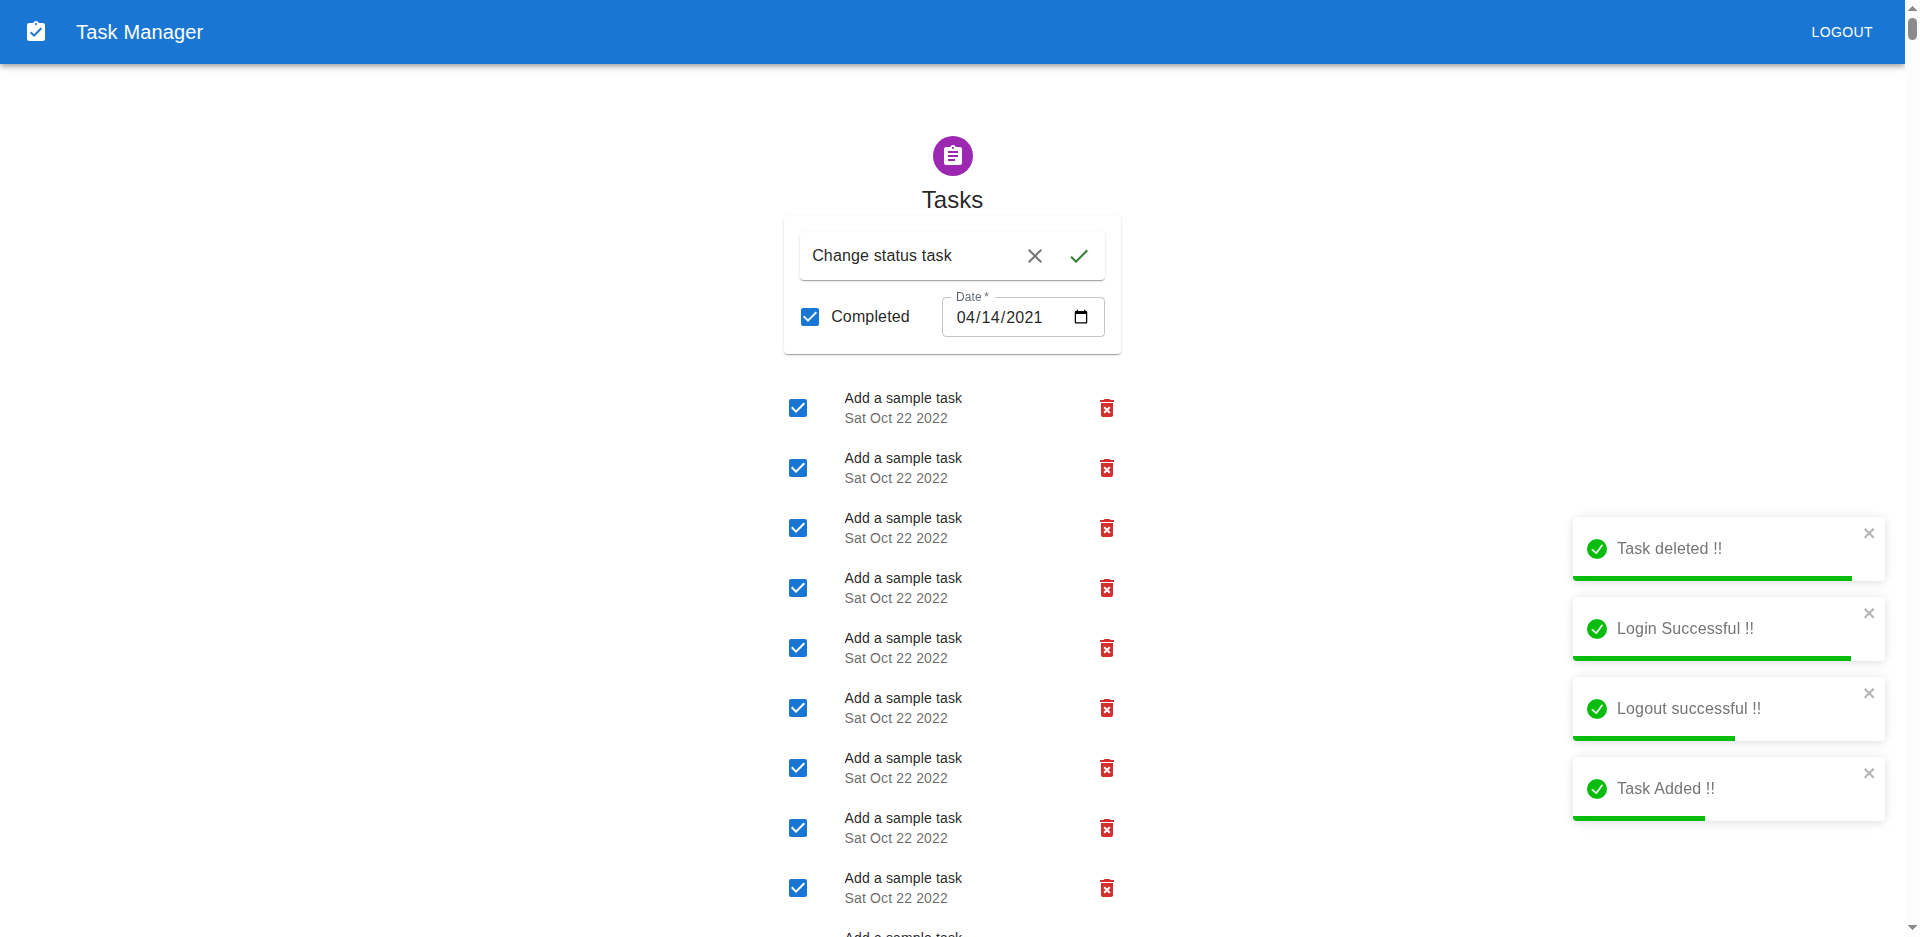 Task Manager
LOGOUT
Tasks
Change status task
Date *
Completed
04/14/2021
Add a sample task
Sat Oct 22 2022
Add a sample task
Sat Oct 22 2022
Add a sample task
Sat Oct 22 2022
Add a sample task
Sat Oct 22 2022
Add a sample task
Sat Oct 22 2022
Add a sample task
Sat Oct 22 2022
Add a sample task
Sat Oct 22 2022
Add a sample task
Sat Oct 22 2022
Add a sample task
Sat Oct 22 2022
Add a sample task
Task deleted !!
Login Successful !!
Logout successful !!
Task Added !!